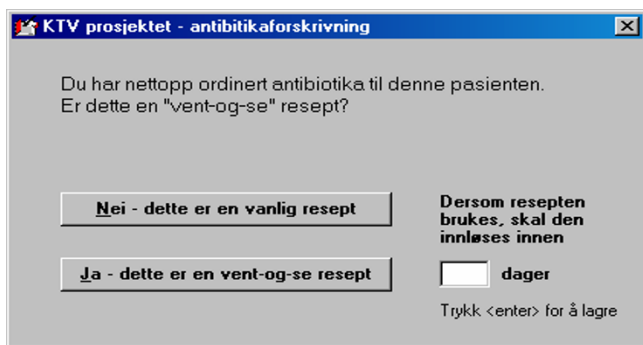 KTV prosjektet - antibitikaforskrivning
Du har nettopp ordinert antibiotika til denne pasienten.
Er dette en "vent-og-se" resept?
Nei - dette er en vanlig resept
Ja - dette er en vent-og-se resept
Dersom resepten
brukes, skal den
innløses innen
dager
Trykk <enter> for å lagre